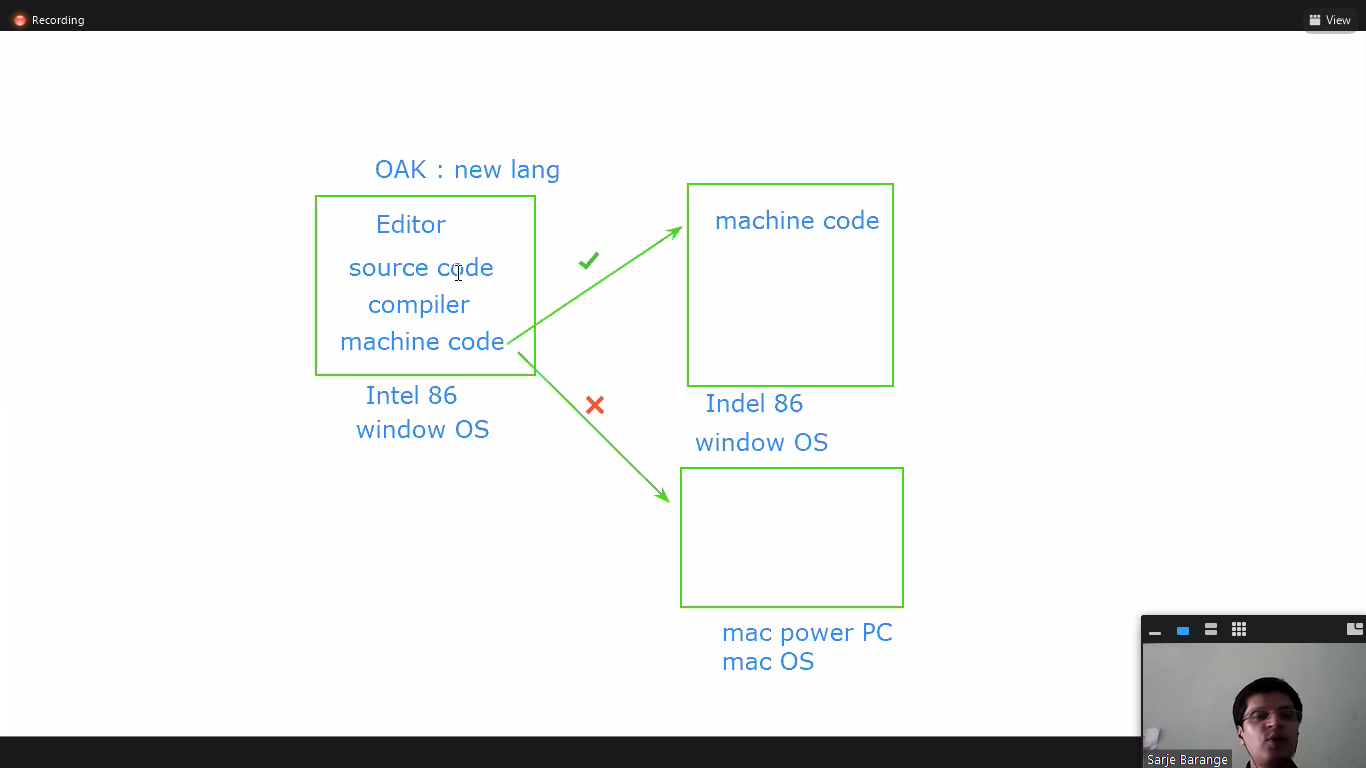 Recording
View
OAK : new lang
Editor
source code
compiler
machine code
Intel 86
window OS
machine code
Indel 86
window OS
mac power PC
mac OS
Sarje Barange